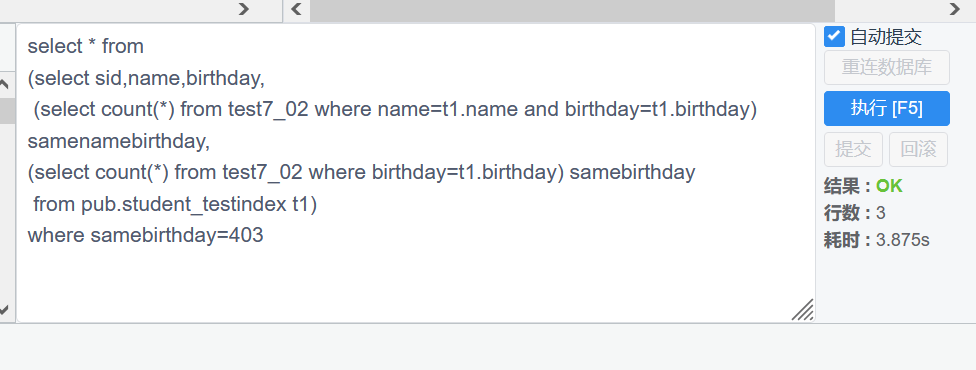 select * from
(select sid,name,birthday,
(select count(*) from test7_02 where name=t1.name and birthday=t1.birthday)
samenamebirthday,
(select count(*) from test7_02 where birthday=t1.birthday) samebirthday
from pub.student_testindex t1)
where samebirthday=403
自动提交
重连数据库
执行 [F5]
提交 回滚
结果 : OK
行数 : 3
耗时 : 3.875s